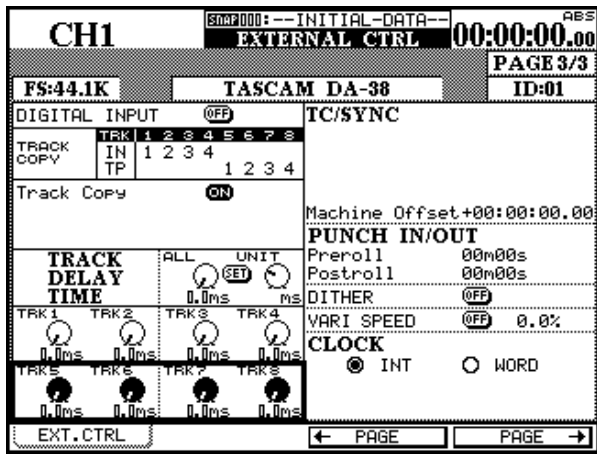 CH1
SNAP000:--INITIAL-DATA--
EXTERNAL CTRL
ABS
00:00:00.00
PAGE 3/3
FS:44.1K
TASCAM DA-38
ID:01
DIGITAL INPUT OFF
TRACK COPY
TRK 1 2 3 4 5 6 7 8
IN 1 2 3 4
TP 1 2 3 4
Track Copy ON
TRACK DELAY TIME
ALL UNIT
SET
0.0ms ms
TRK1 TRK2 TRK3 TRK4
0.0ms 0.0ms 0.0ms 0.0ms
TRK5 TRK6 TRK7 TRK8
0.0ms 0.0ms 0.0ms 0.0ms
TC/SYNC
Machine Offset+00:00:00.00
PUNCH IN/OUT
Preroll 00m00s
Postroll 00m00s
DITHER OFF
VARI SPEED OFF 0.0%
CLOCK
INT WORD
EXT.CTRL
← PAGE
PAGE →